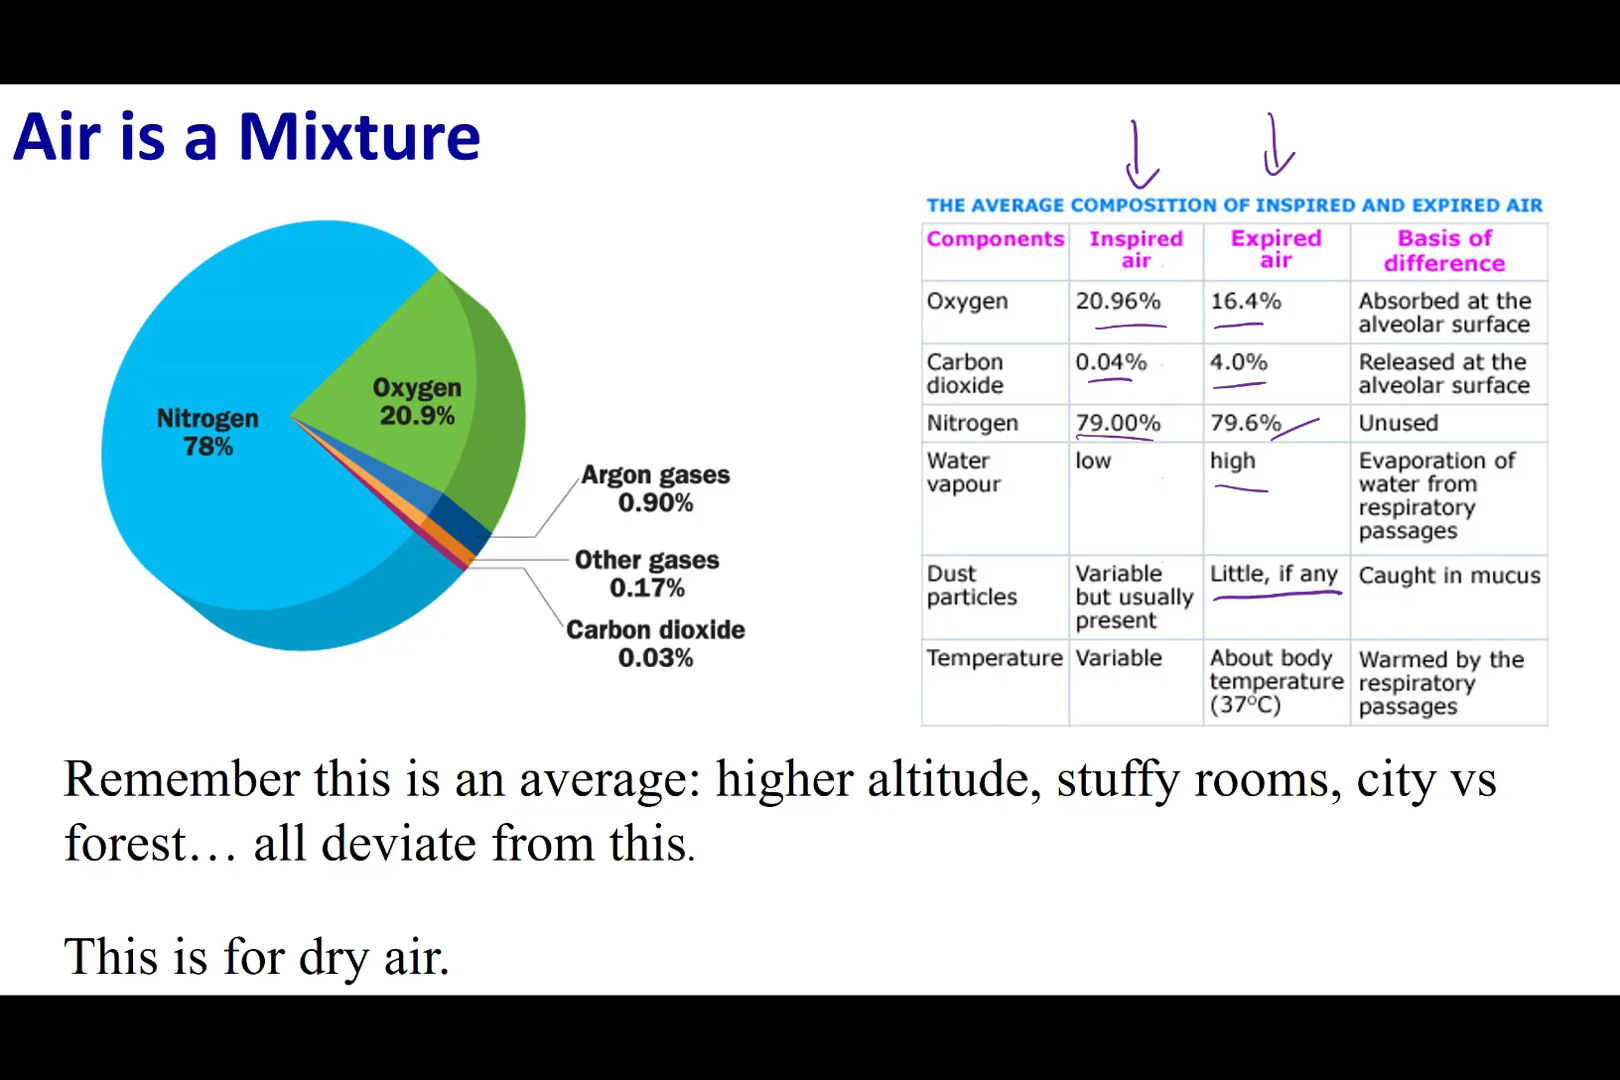 Air is a Mixture
Nitrogen
78%
Oxygen
20.9%
Argon gases
0.90%
Other gases
0.17%
Carbon dioxide
0.03%
THE AVERAGE COMPOSITION OF INSPIRED AND EXPIRED AIR
Components Inspired air Expired air Basis of difference
Oxygen 20.96% 16.4% Absorbed at the alveolar surface
Carbon dioxide 0.04% 4.0% Released at the alveolar surface
Nitrogen 79.00% 79.6% Unused
Water vapour low high Evaporation of water from respiratory passages
Dust particles Variable but usually present Little, if any Caught in mucus
Temperature Variable About body temperature (37°C) Warmed by the respiratory passages
Remember this is an average: higher altitude, stuffy rooms, city vs
forest… all deviate from this.
This is for dry air.